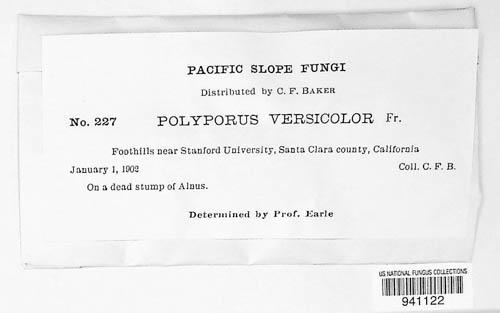 PACIFIC SLOPE FUNGI
Distributed by C. F. BAKER
No. 227 POLYPORUS VERSICOLOR Fr.
Foothills near Stanford University, Santa Clara county, California
January 1, 1902 Coll. C. F. B.
On a dead stump of Alnus.
Determined by Prof. Earle
US NATIONAL FUNGUS COLLECTIONS
941122